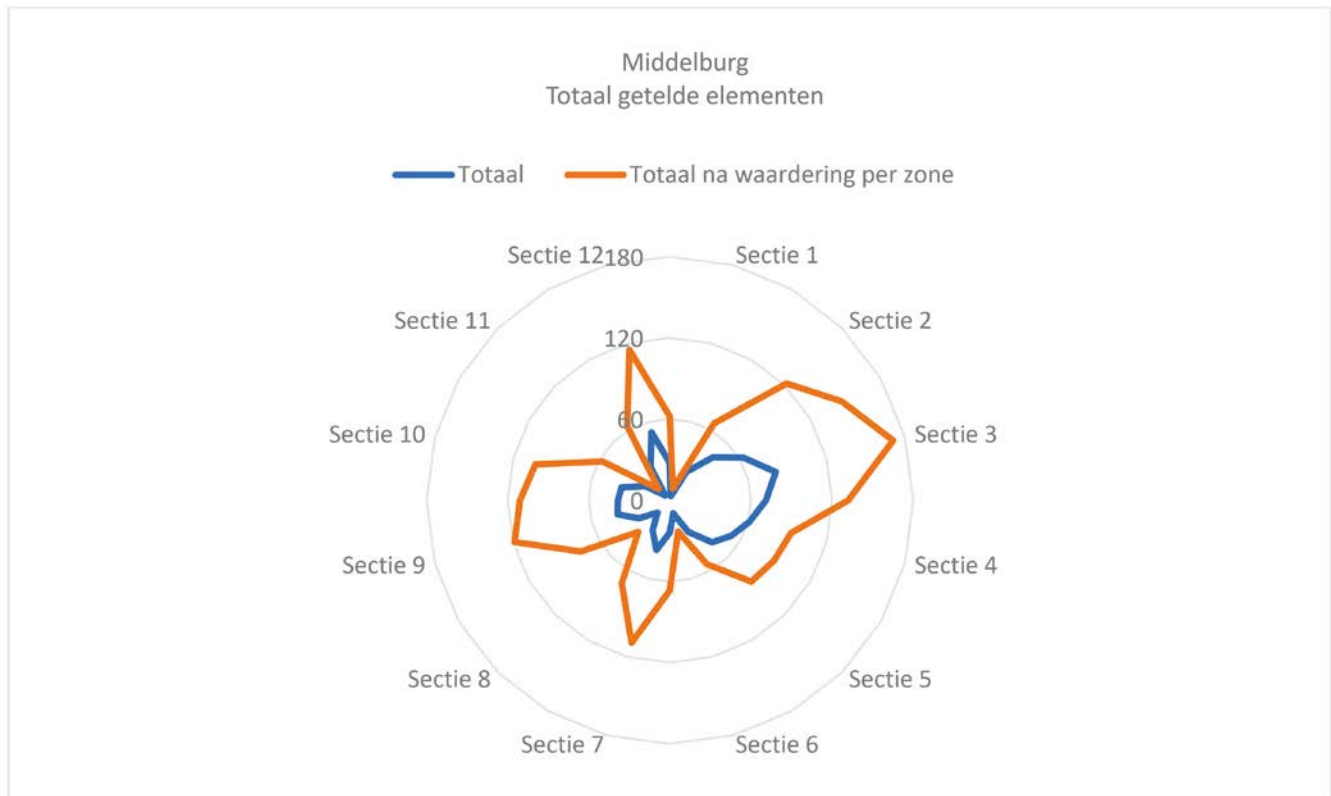 Middelburg
Totaal getelde elementen
Totaal
Totaal na waardering per zone
Sectie 12
180
Sectie 1
Sectie 11
Sectie 2
120
60
Sectie 10
Sectie 3
0
Sectie 9
Sectie 4
Sectie 8
Sectie 5
Sectie 7
Sectie 6